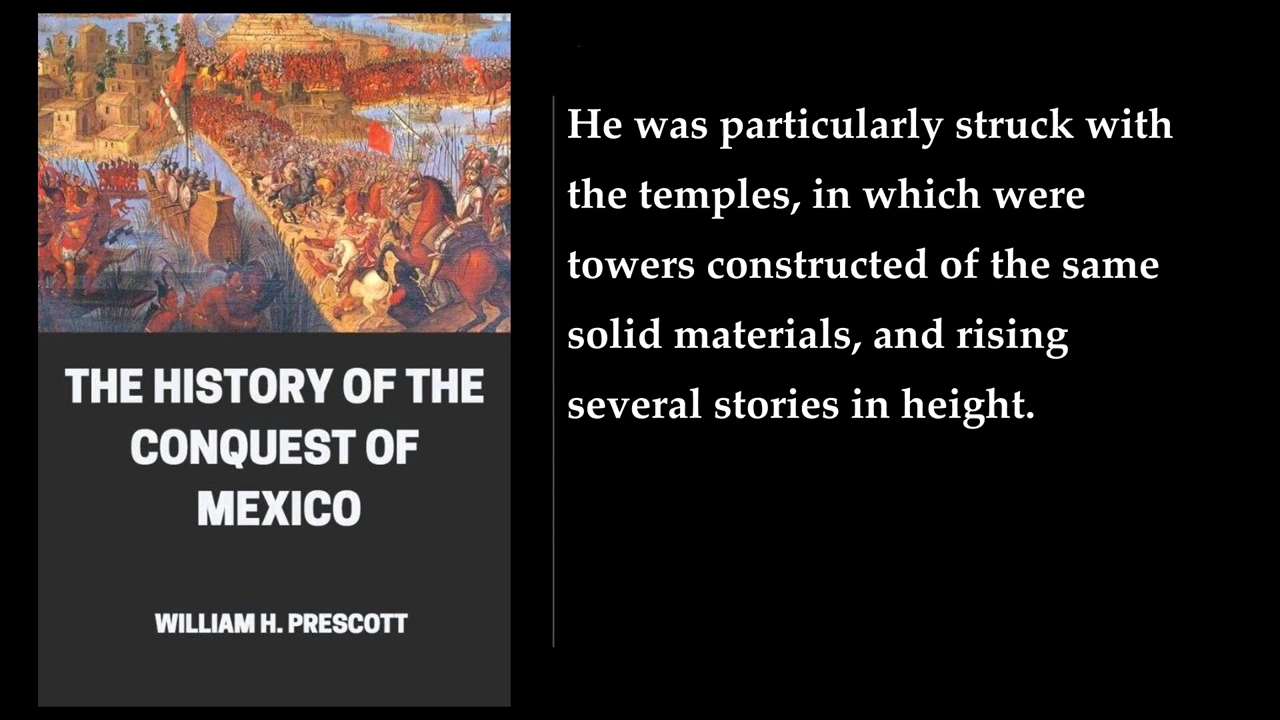 THE HISTORY OF THE
CONQUEST OF
MEXICO
WILLIAM H. PRESCOTT
He was particularly struck with
the temples, in which were
towers constructed of the same
solid materials, and rising
several stories in height.